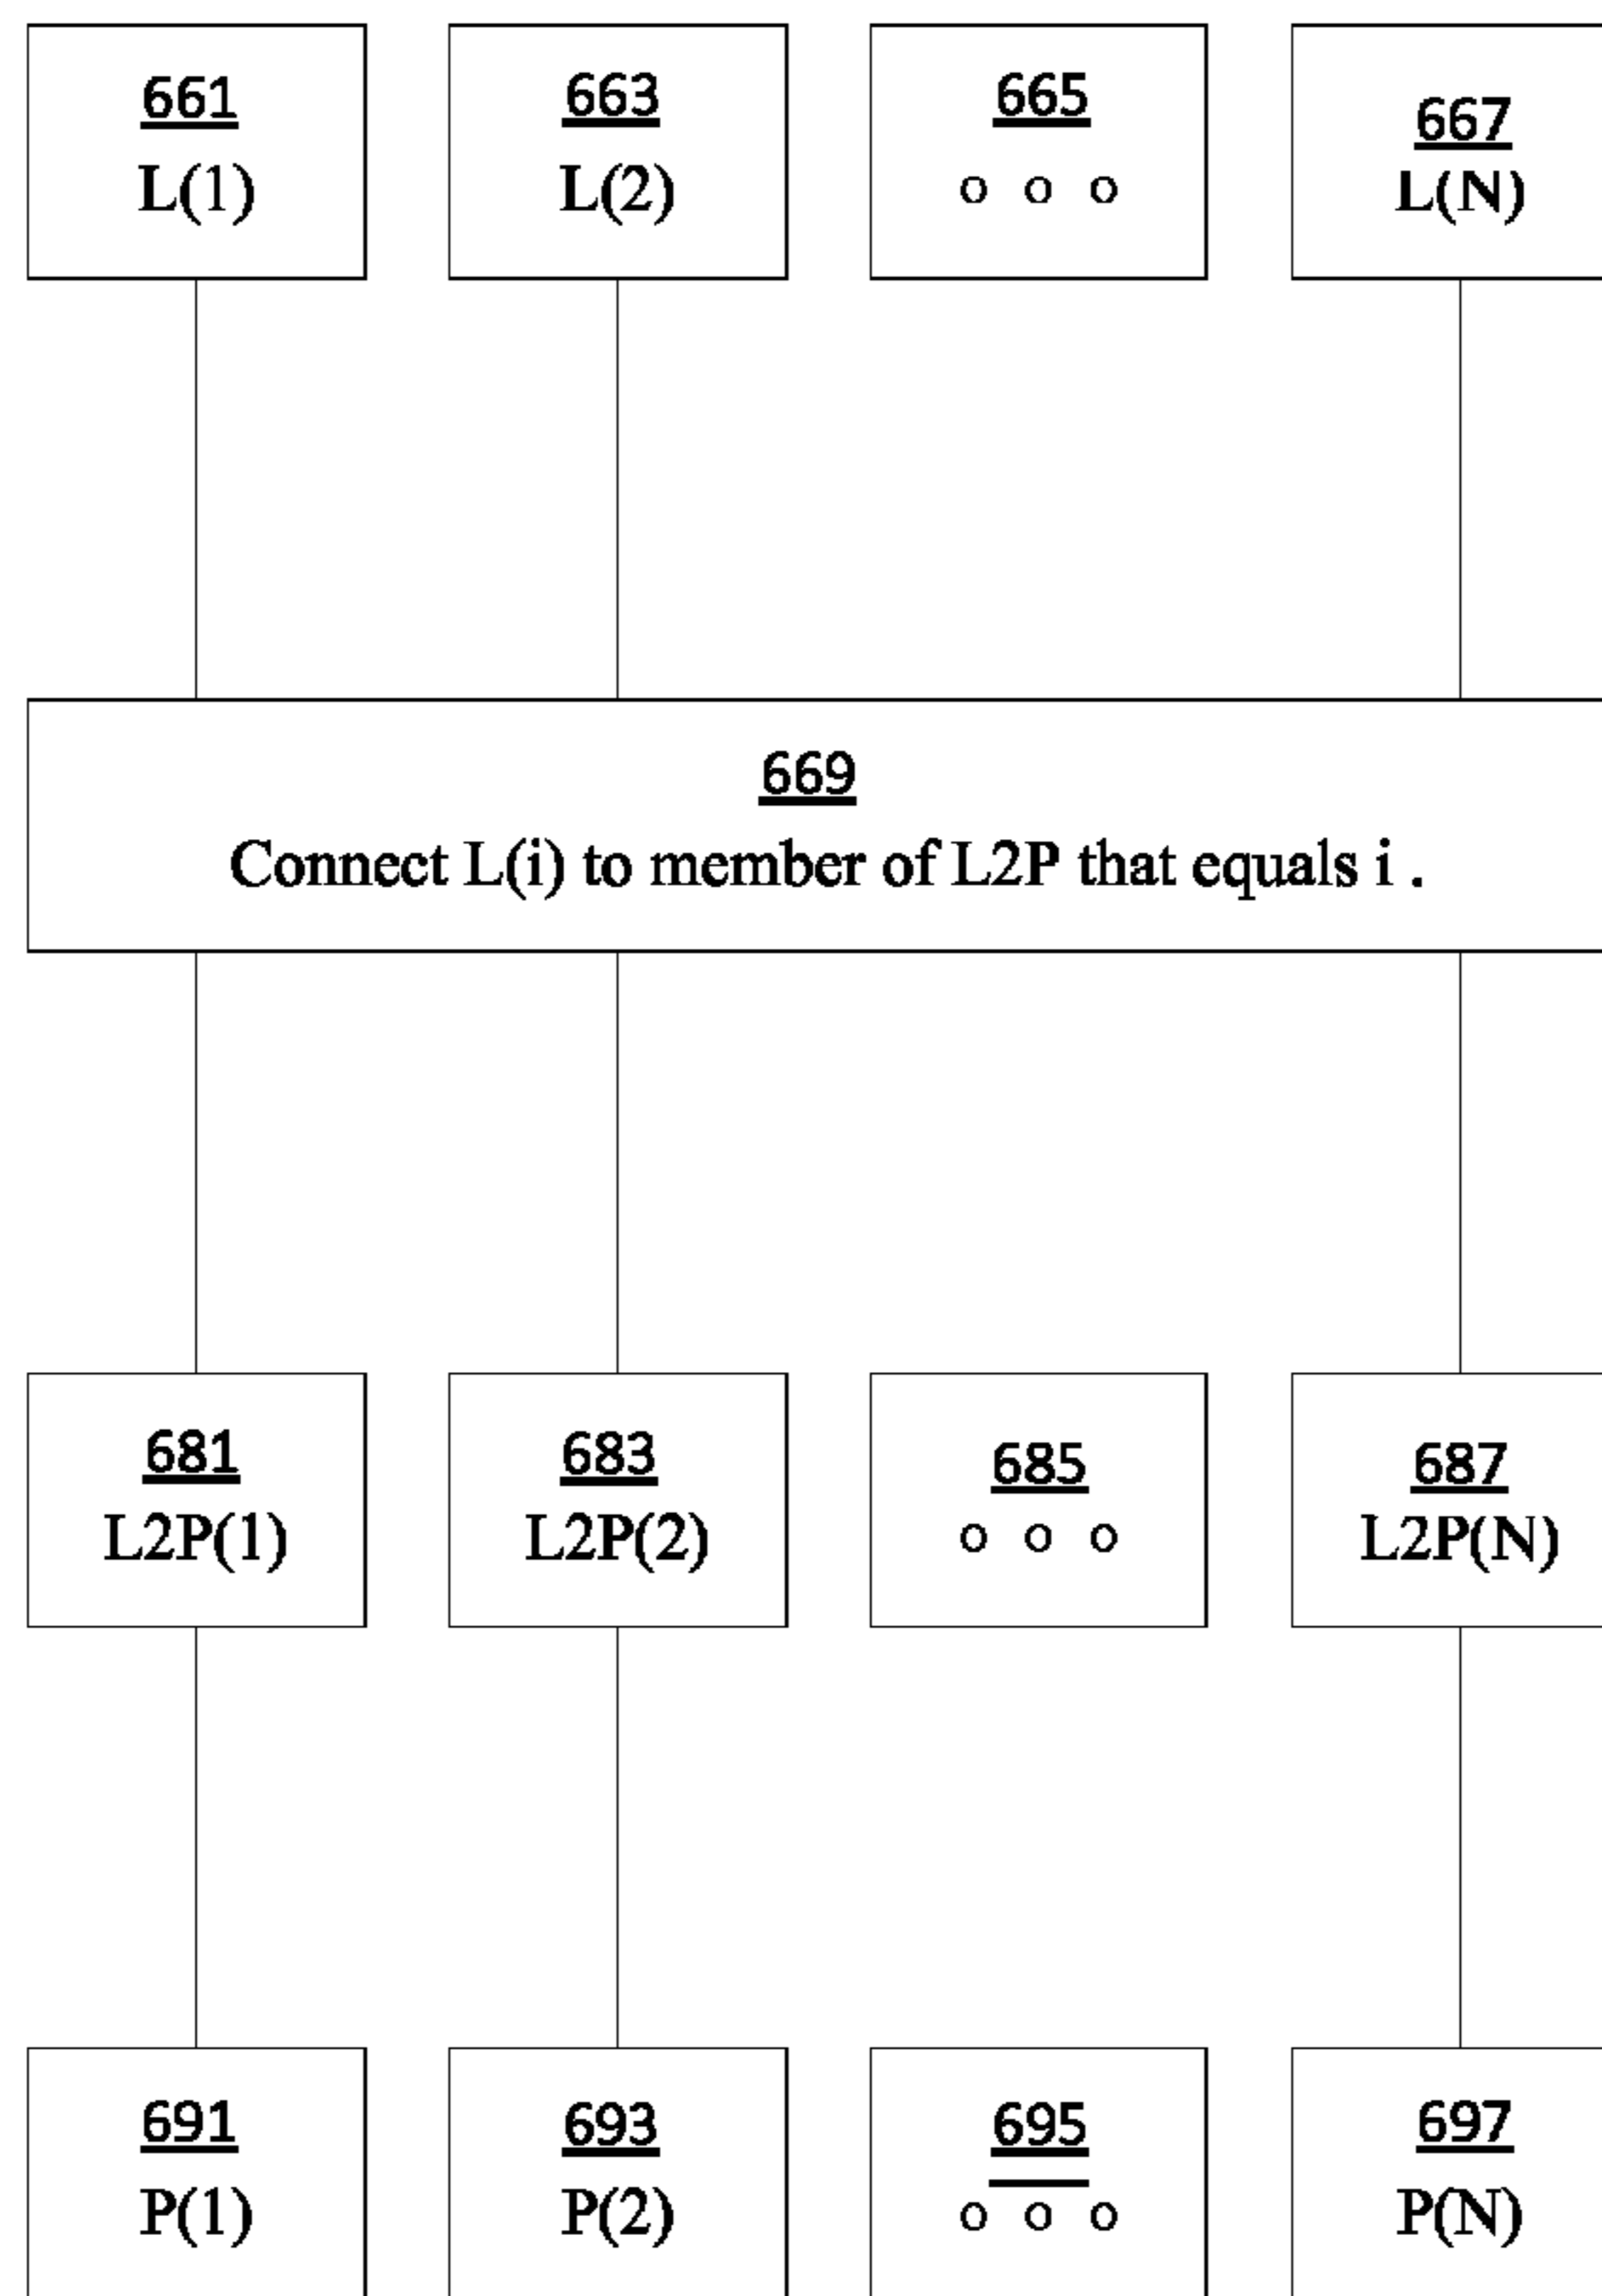 661 663 665 667
L(1) L(2) o o o L(N)
669
Connect L(i) to member of L2P that equals i .
681 683 685 687
L2P(1) L2P(2) o o o L2P(N)
691 693 695 697
P(1) P(2) o o o P(N)